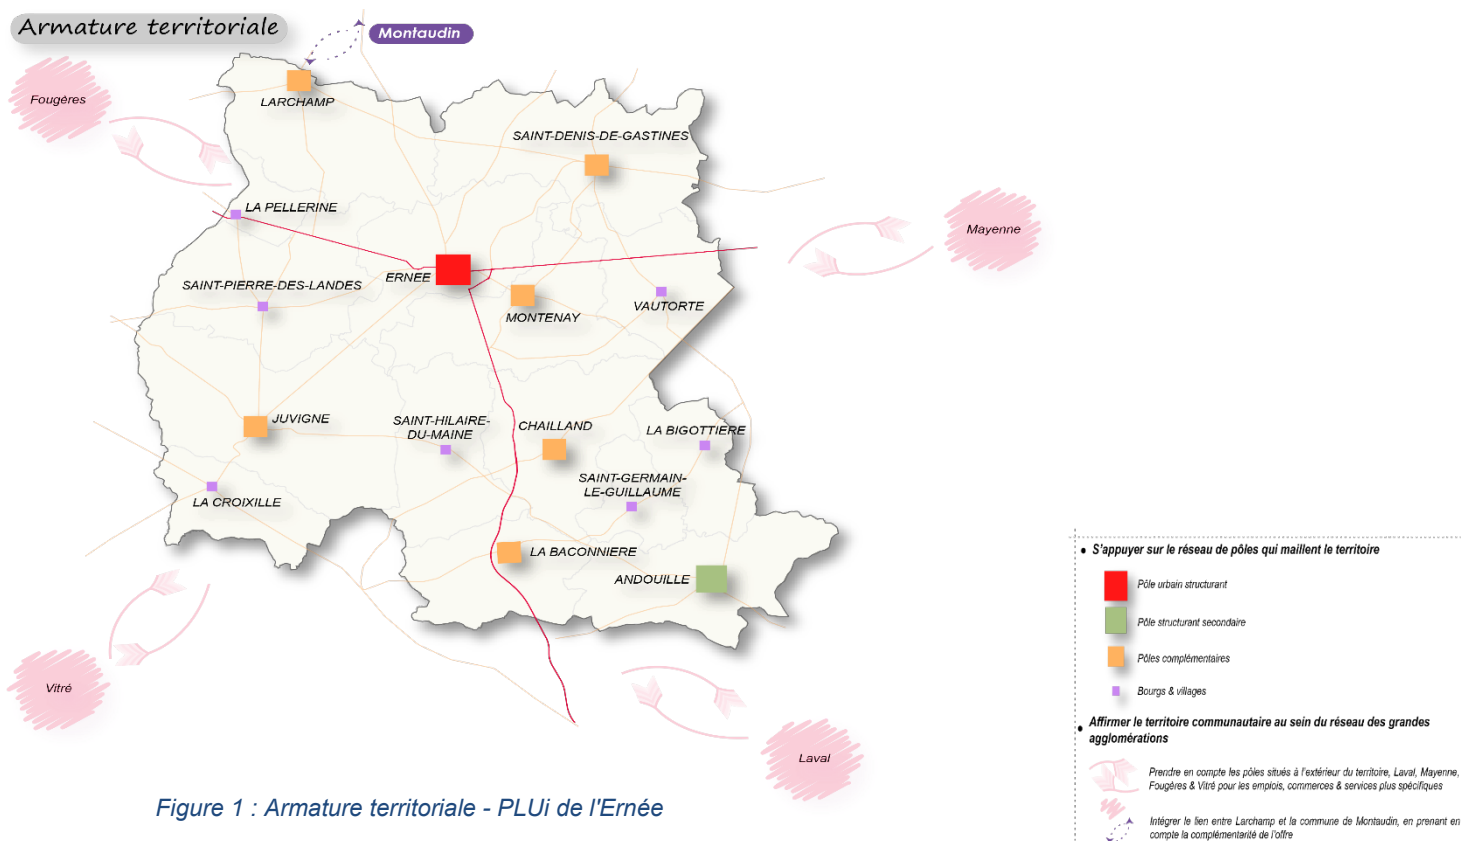 Armature territoriale
Montaudin
Fougères
LARCHAMP
SAINT-DENIS-DE-GASTINES
LA PELLERINE
Mayenne
ERNEE
SAINT-PIERRE-DES-LANDES
MONTENAY
VAUTORTE
JUVIGNE
SAINT-HILAIRE-
DU-MAINE
CHAILLAND
LA BIGOTTIERE
SAINT-GERMAIN-
LE-GUILLAUME
LA CROIXILLE
LA BACONNIERE
ANDOUILLE
Vitré
Laval
• S'appuyer sur le réseau de pôles qui maillent le territoire
Pôle urbain structurant
Pôle structurant secondaire
Pôles complémentaires
Bourgs & villages
• Affirmer le territoire communautaire au sein du réseau des grandes
agglomérations
Prendre en compte les pôles situés à l'extérieur du territoire, Laval, Mayenne,
Fougères & Vitré pour les emplois, commerces & services plus spécifiques
Intégrer le lien entre Larchamp et la commune de Montaudin, en prenant en
compte la complémentarité de l'offre
Figure 1 : Armature territoriale - PLUi de l'Ernée